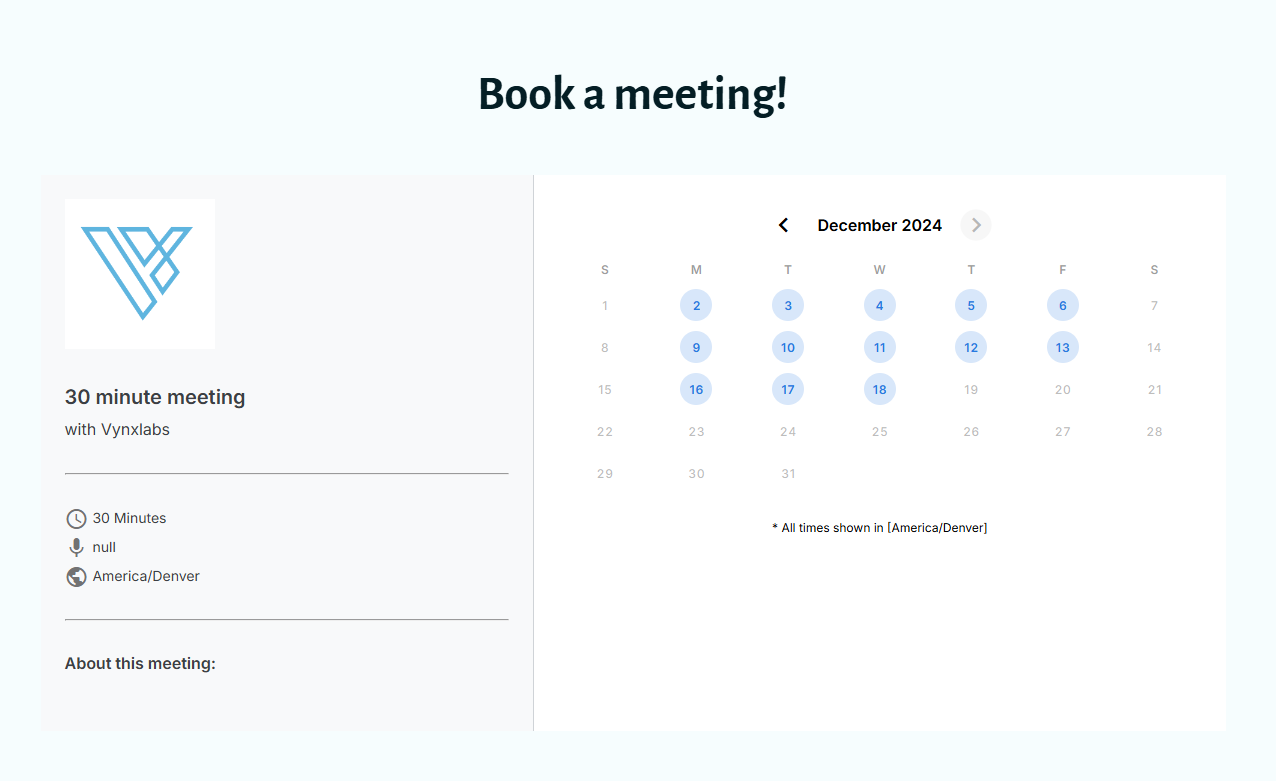 Book a meeting!
30 minute meeting
with Vynxlabs
30 Minutes
null
America/Denver
About this meeting:
December 2024
S M T W T F S
1 2 3 4 5 6 7
8 9 10 11 12 13 14
15 16 17 18 19 20 21
22 23 24 25 26 27 28
29 30 31
* All times shown in [America/Denver]